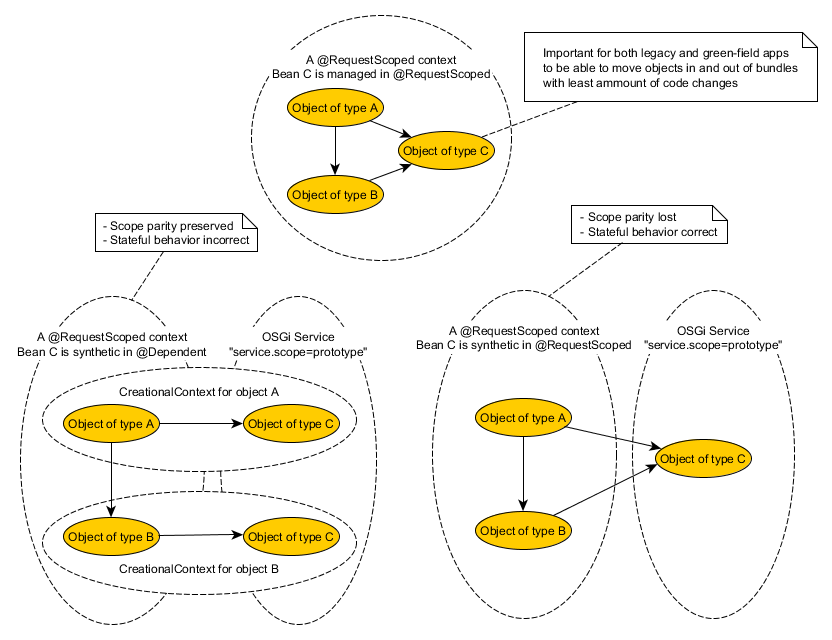 A @RequestScoped context
Bean C is managed in @RequestScoped
Object of type A
Object of type C
Object of type B
Important for both legacy and green-field apps
to be able to move objects in and out of bundles
with least ammount of code changes
- Scope parity preserved
- Stateful behavior incorrect
A @RequestScoped context
Bean C is synthetic in @Dependent
OSGi Service
"service.scope=prototype"
CreationalContext for object A
Object of type A
Object of type C
Object of type B
Object of type C
CreationalContext for object B
- Scope parity lost
- Stateful behavior correct
A @RequestScoped context
Bean C is synthetic in @RequestScoped
OSGi Service
"service.scope=prototype"
Object of type A
Object of type C
Object of type B